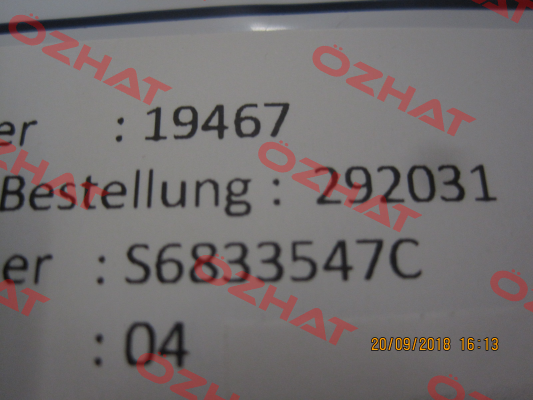 er : 19467
Bestellung : 292031
er : S6833547C
: 04
20/09/2018 16:13
ÖZHAT